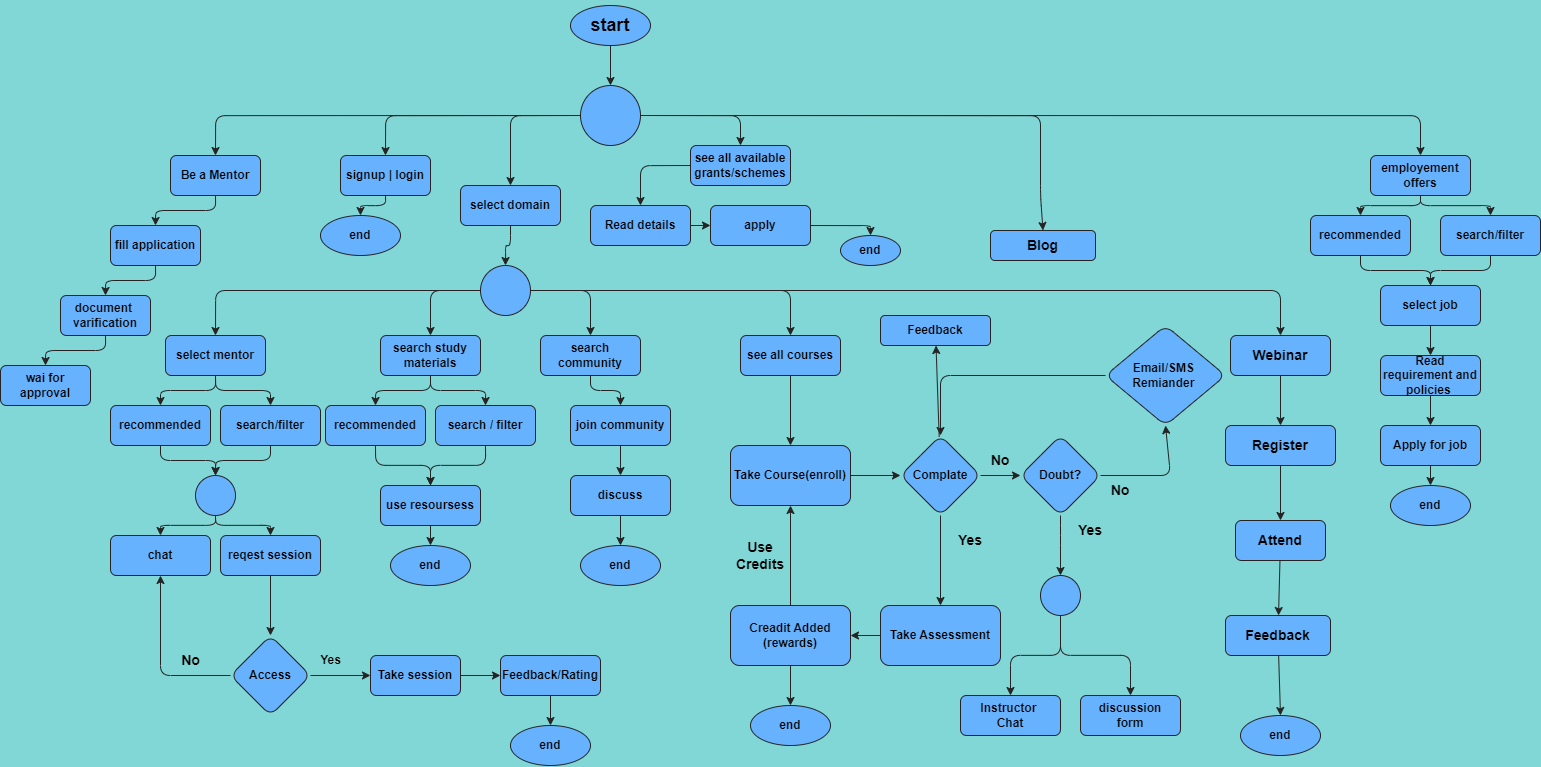 start
Be a Mentor
signup | login
select domain
see all available
grants/schemes
employement
offers
fill application
end
Read details
apply
end
Blog
recommended
search/filter
document
varification
select mentor
search study
materials
search
community
see all courses
Feedback
Email/SMS
Remiander
Webinar
select job
wai for
approval
Read
requirement and
policies
recommended
search/filter
recommended
search / filter
join community
Take Course(enroll)
Complate
No
Doubt?
No
Register
Apply for job
use resoursess
discuss
end
chat
reqest session
end
end
Use
Credits
Yes
Yes
Attend
Creadit Added
(rewards)
Take Assessment
Feedback
No
Access
Yes
Take session
Feedback/Rating
end
end
Instructor
Chat
discussion
form
end